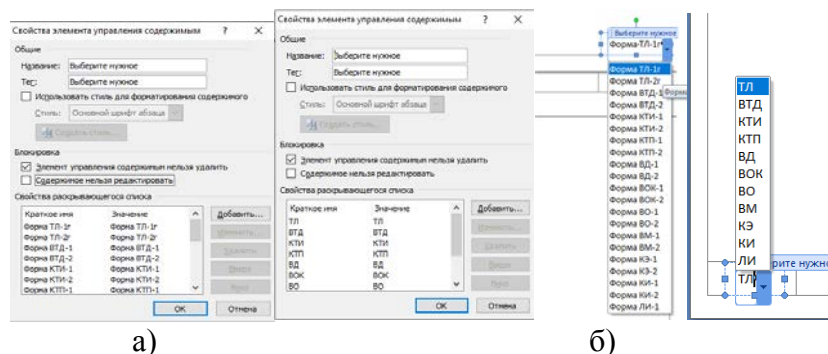 Свойства элемента управления содержимым ? ×
Общие
Название: Выберите нужное
Тег: Выберите нужное
Использовать стиль для форматирования содержимого
Стиль: Основной шрифт абзаца
Создать стиль...
Блокировка
Элемент управления содержимым нельзя удалить
Содержимое нельзя редактировать
Свойства раскрывающегося списка
Краткое имя Значение
Форма ТЛ-1г Форма ТЛ-1г
Форма ТЛ-2г Форма ТЛ-2г
Форма ВТД-1 Форма ВТД-1
Форма ВТД-2 Форма ВТД-2
Форма КТИ-1 Форма КТИ-1
Форма КТИ-2 Форма КТИ-2
Форма КТП-1 Форма КТП-1
Добавить...
Изменить...
Удалить
Вверх
Вниз
ОК Отмена
Свойства элемента управления содержимым ? ×
Общие
Название: Выберите нужное
Тег: Выберите нужное
Использовать стиль для форматирования содержимого
Стиль: Основной шрифт абзаца
Создать стиль...
Блокировка
Элемент управления содержимым нельзя удалить
Содержимое нельзя редактировать
Свойства раскрывающегося списка
Краткое имя Значение
ТЛ ТЛ
ВТД ВТД
КТИ КТИ
КТП КТП
ВД ВД
ВОК ВОК
ВО ВО
Добавить...
Изменить...
Удалить
Вверх
Вниз
ОК Отмена
Выберите нужное
Форма·ТЛ-1г
Форма ТЛ-1г
Форма ТЛ-2г
Форма ВТД-1
Форма ВТД-2
Форма КТИ-1
Форма КТИ-2
Форма КТП-1
Форма КТП-2
Форма ВД-1
Форма ВД-2
Форма ВОК-1
Форма ВОК-2
Форма ВО-1
Форма ВО-2
Форма ВМ-1
Форма ВМ-2
Форма КЭ-1
Форма КЭ-2
Форма КИ-1
Форма КИ-2
Форма ЛИ-1
ТЛ
ВТД
КТИ
КТП
ВД
ВОК
ВО
ВМ
КЭ
КИ
ЛИ
рите нужно
ТЛ
а) б)